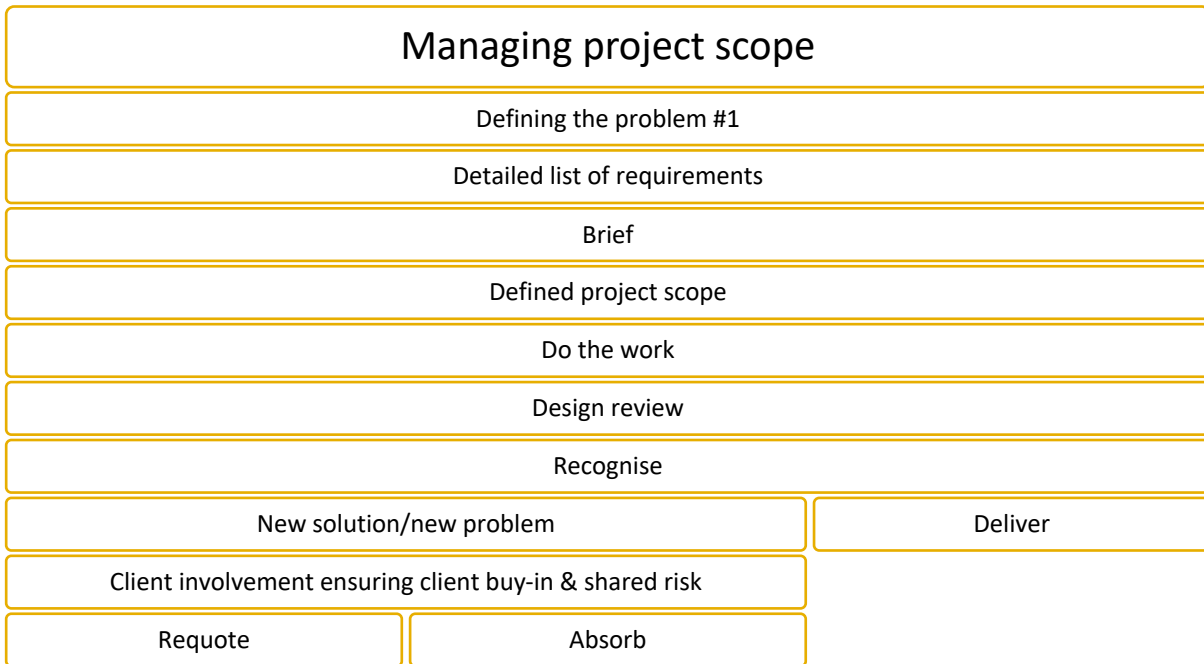 Managing project scope
Defining the problem #1
Detailed list of requirements
Brief
Defined project scope
Do the work
Design review
Recognise
New solution/new problem
Deliver
Client involvement ensuring client buy-in & shared risk
Requote
Absorb